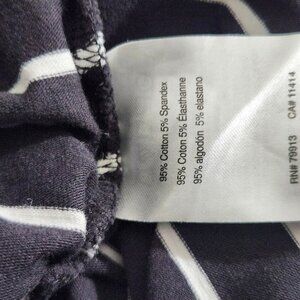 95% Cotton 5% Spandex
95% Coton 5% Élasthanne
95% algodón 5% elastano
RN# 79913 CA# 11414